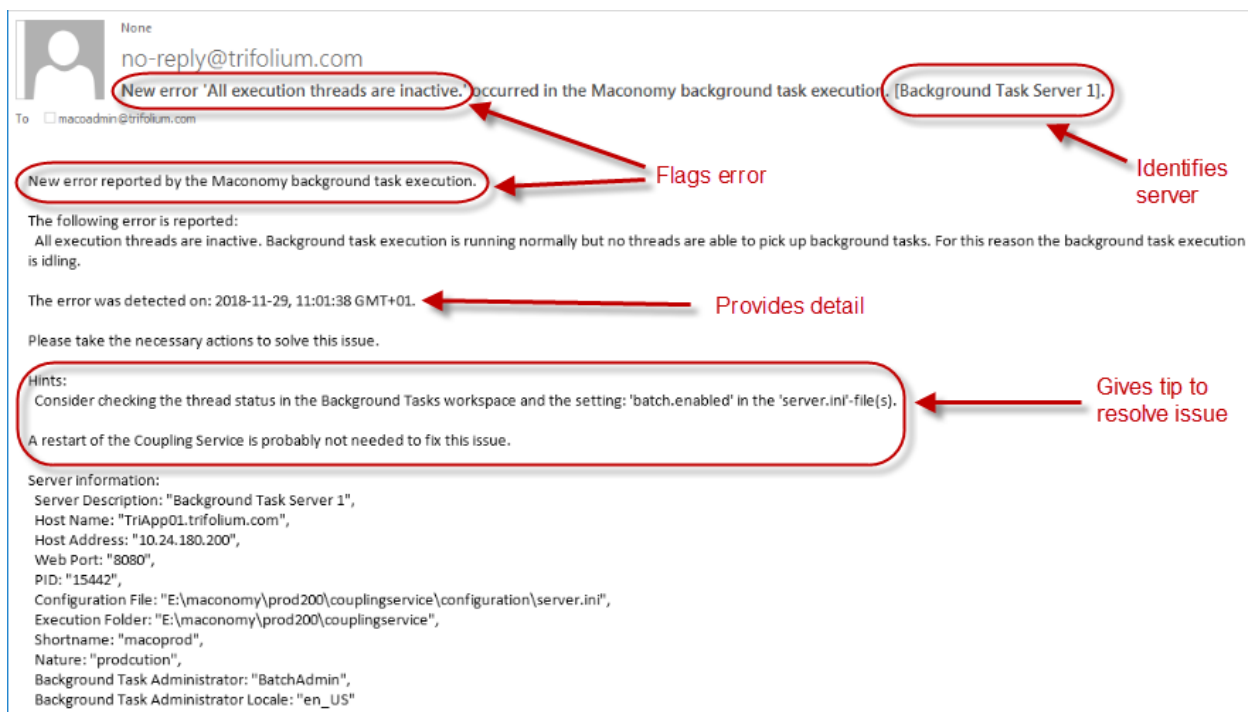 None
no-reply@trifolium.com
New error 'All execution threads are inactive.' occurred in the Maconomy background task execution. [Background Task Server 1].
To macoadmin@trifolium.com
Flags error
Identifies
server
New error reported by the Maconomy background task execution.
The following error is reported:
All execution threads are inactive. Background task execution is running normally but no threads are able to pick up background tasks. For this reason the background task execution
is idling.
The error was detected on: 2018-11-29, 11:01:38 GMT+01.
Provides detail
Please take the necessary actions to solve this issue.
Hints:
Consider checking the thread status in the Background Tasks workspace and the setting: 'batch.enabled' in the 'server.ini'-file(s).
A restart of the Coupling Service is probably not needed to fix this issue.
Gives tip to
resolve issue
Server information:
Server Description: "Background Task Server 1",
Host Name: "TriApp01.trifolium.com",
Host Address: "10.24.180.200",
Web Port: "8080",
PID: "15442",
Configuration File: "E:\maconomy\prod200\couplingservice\configuration\server.ini",
Execution Folder: "E:\maconomy\prod200\couplingservice",
Shortname: "macoprod",
Nature: "prodcution",
Background Task Administrator: "BatchAdmin",
Background Task Administrator Locale: "en_US"